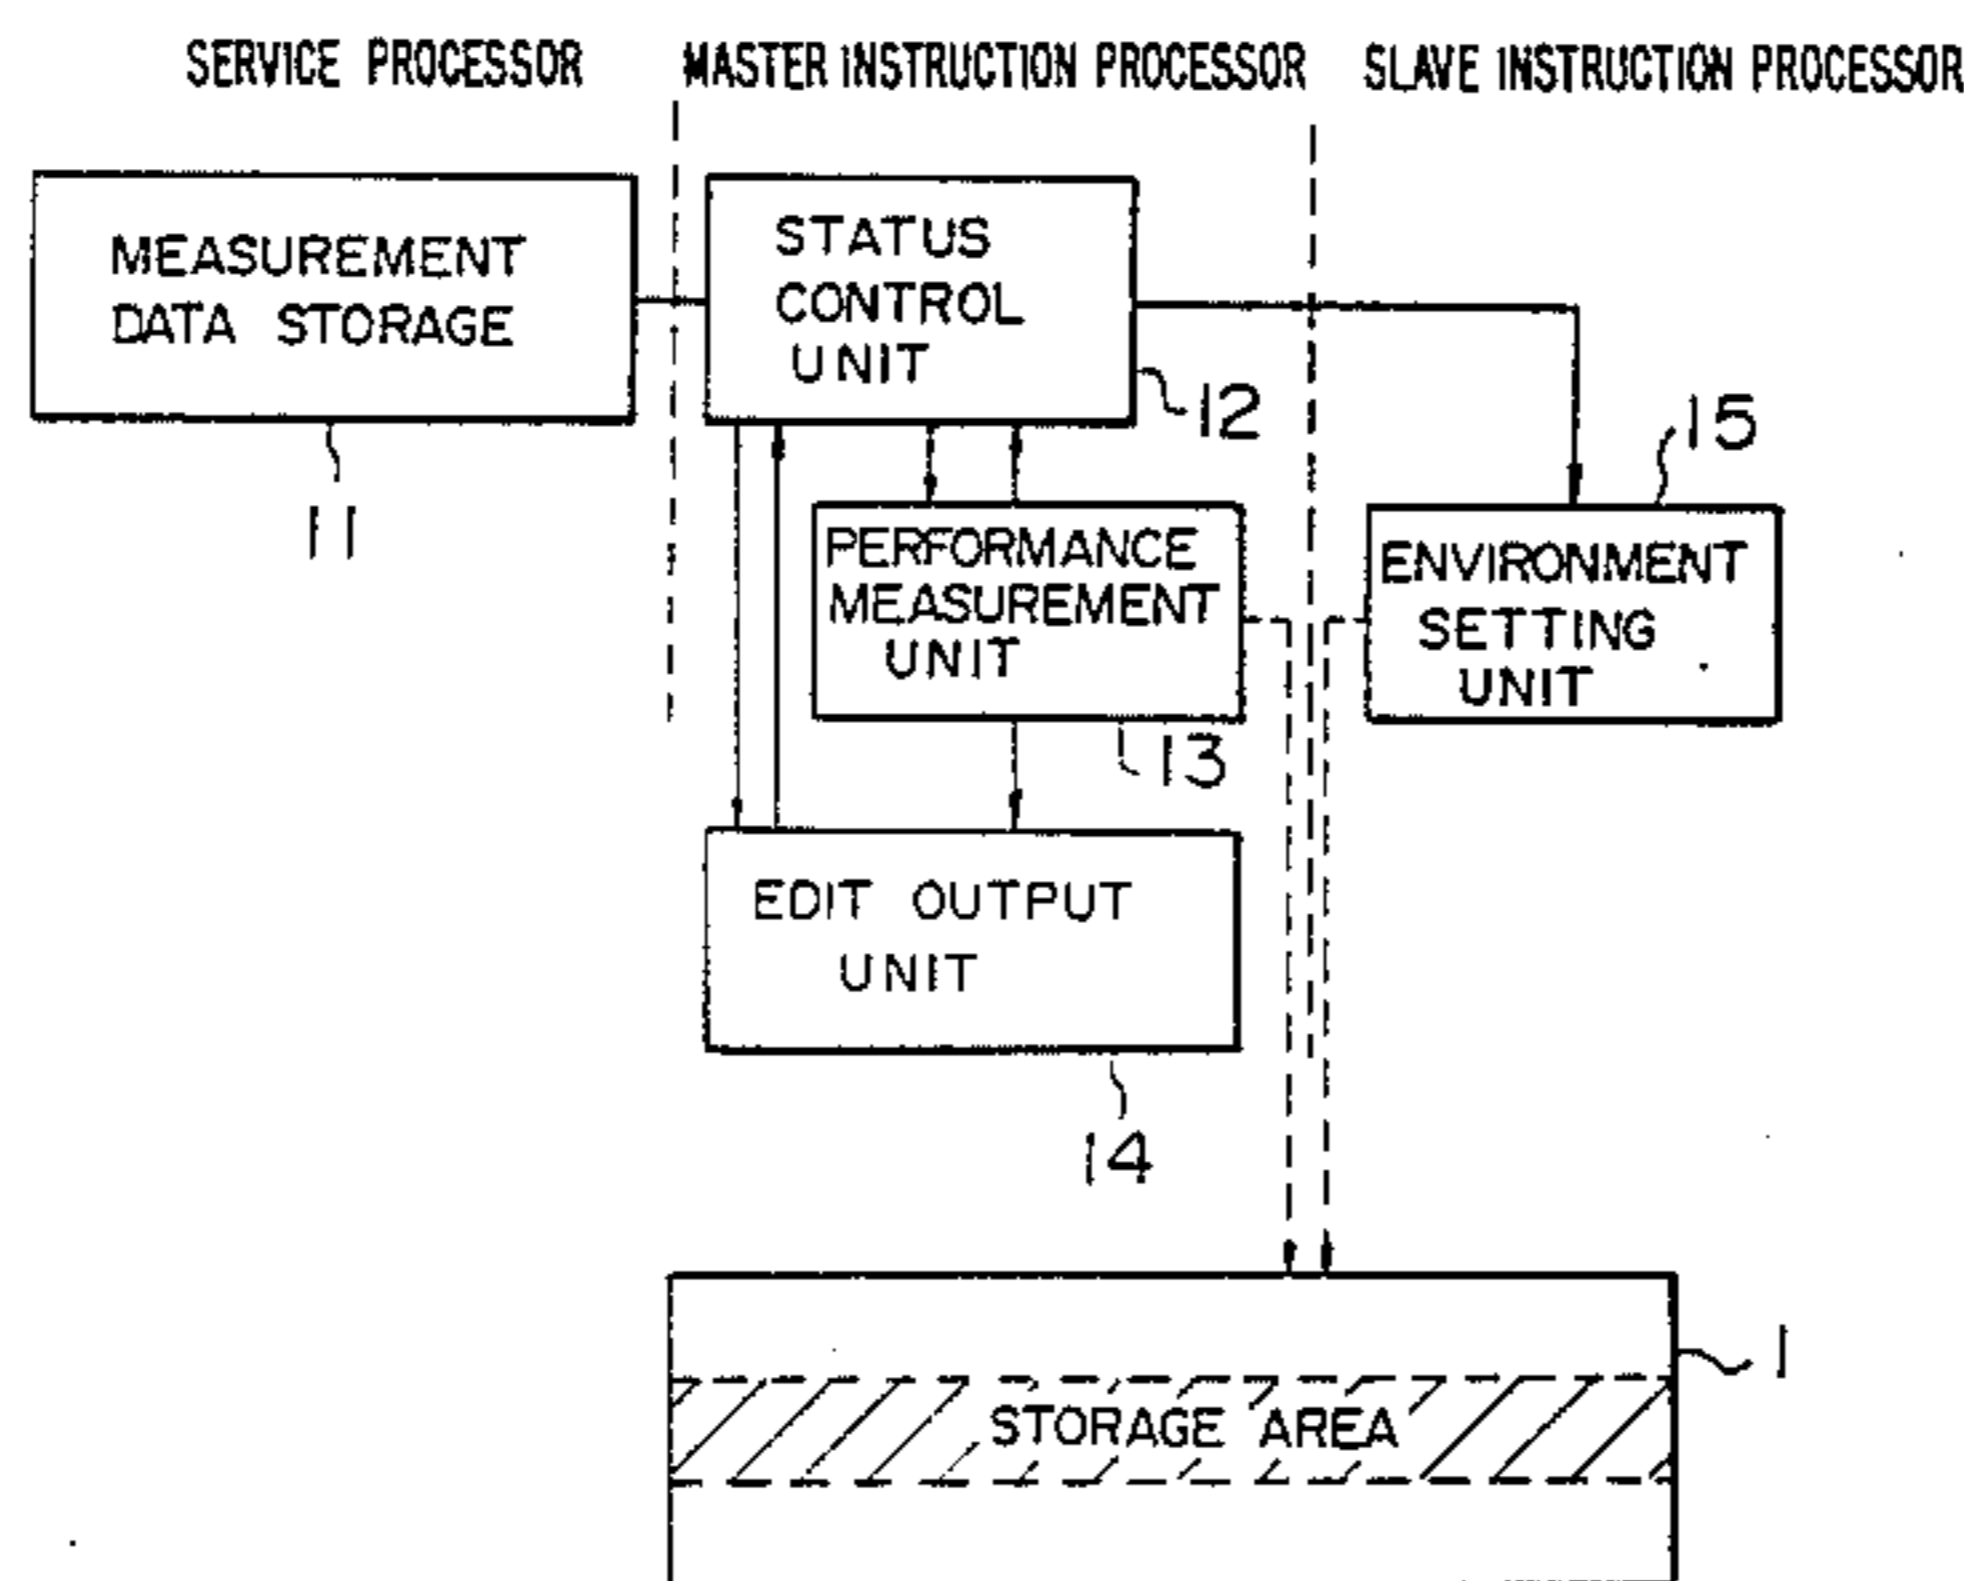 SERVICE PROCESSOR
MASTER INSTRUCTION PROCESSOR
SLAVE INSTRUCTION PROCESSOR
MEASUREMENT
DATA STORAGE
11
STATUS
CONTROL
UNIT
12
15
PERFORMANCE
MEASUREMENT
UNIT
13
ENVIRONMENT
SETTING
UNIT
EDIT OUTPUT
UNIT
14
1
STORAGE AREA